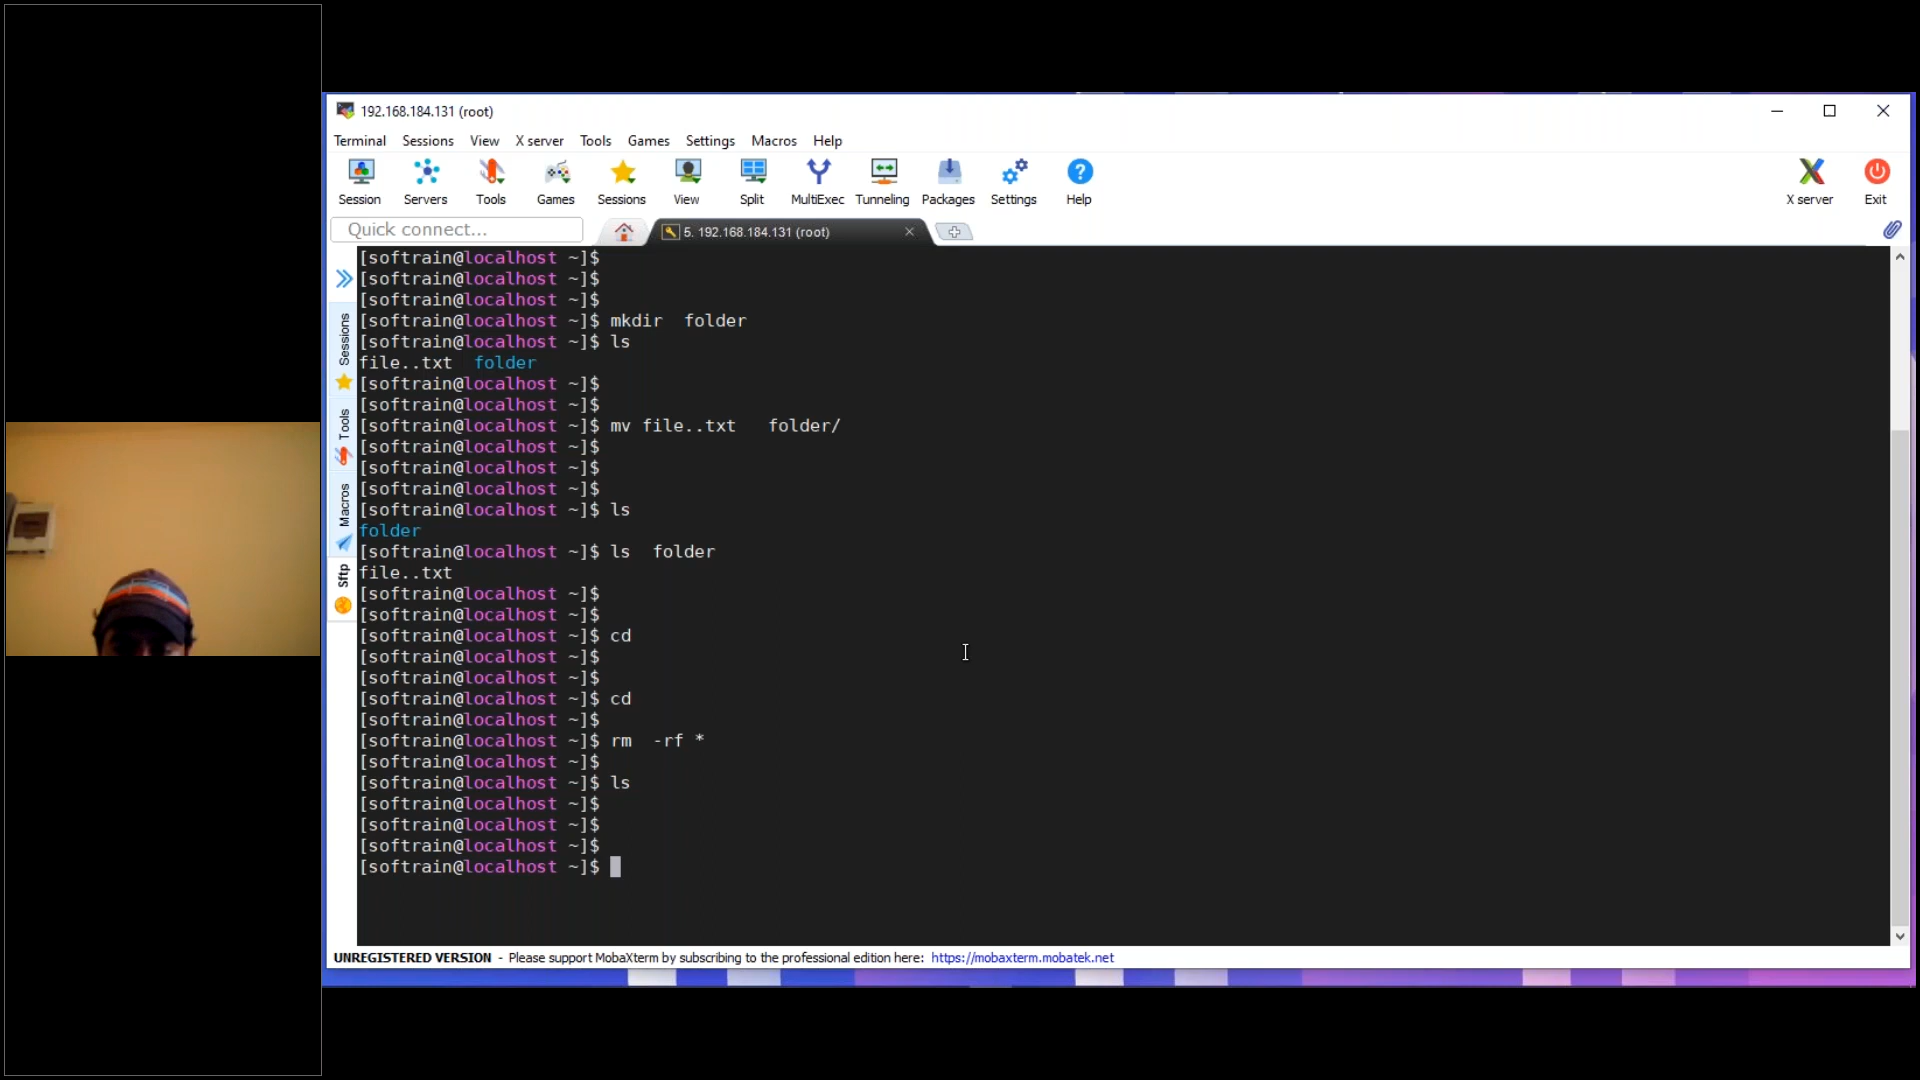 192.168.184.131 (root)
Terminal Sessions View X server Tools Games Settings Macros Help
Session Servers Tools Games Sessions View Split MultiExec Tunneling Packages Settings Help X server Exit
Quick connect...
5. 192.168.184.131 (root)
Sessions
Tools
Macros
Sftp
[softrain@localhost ~]$
[softrain@localhost ~]$
[softrain@localhost ~]$
[softrain@localhost ~]$ mkdir  folder
[softrain@localhost ~]$ ls
file..txt  folder
[softrain@localhost ~]$
[softrain@localhost ~]$
[softrain@localhost ~]$ mv file..txt   folder/
[softrain@localhost ~]$
[softrain@localhost ~]$
[softrain@localhost ~]$
[softrain@localhost ~]$ ls
folder
[softrain@localhost ~]$ ls  folder
file..txt
[softrain@localhost ~]$
[softrain@localhost ~]$
[softrain@localhost ~]$ cd
[softrain@localhost ~]$
[softrain@localhost ~]$
[softrain@localhost ~]$ cd
[softrain@localhost ~]$
[softrain@localhost ~]$ rm  -rf *
[softrain@localhost ~]$
[softrain@localhost ~]$ ls
[softrain@localhost ~]$
[softrain@localhost ~]$
[softrain@localhost ~]$
[softrain@localhost ~]$
UNREGISTERED VERSION - Please support MobaXterm by subscribing to the professional edition here: https://mobaxterm.mobatek.net